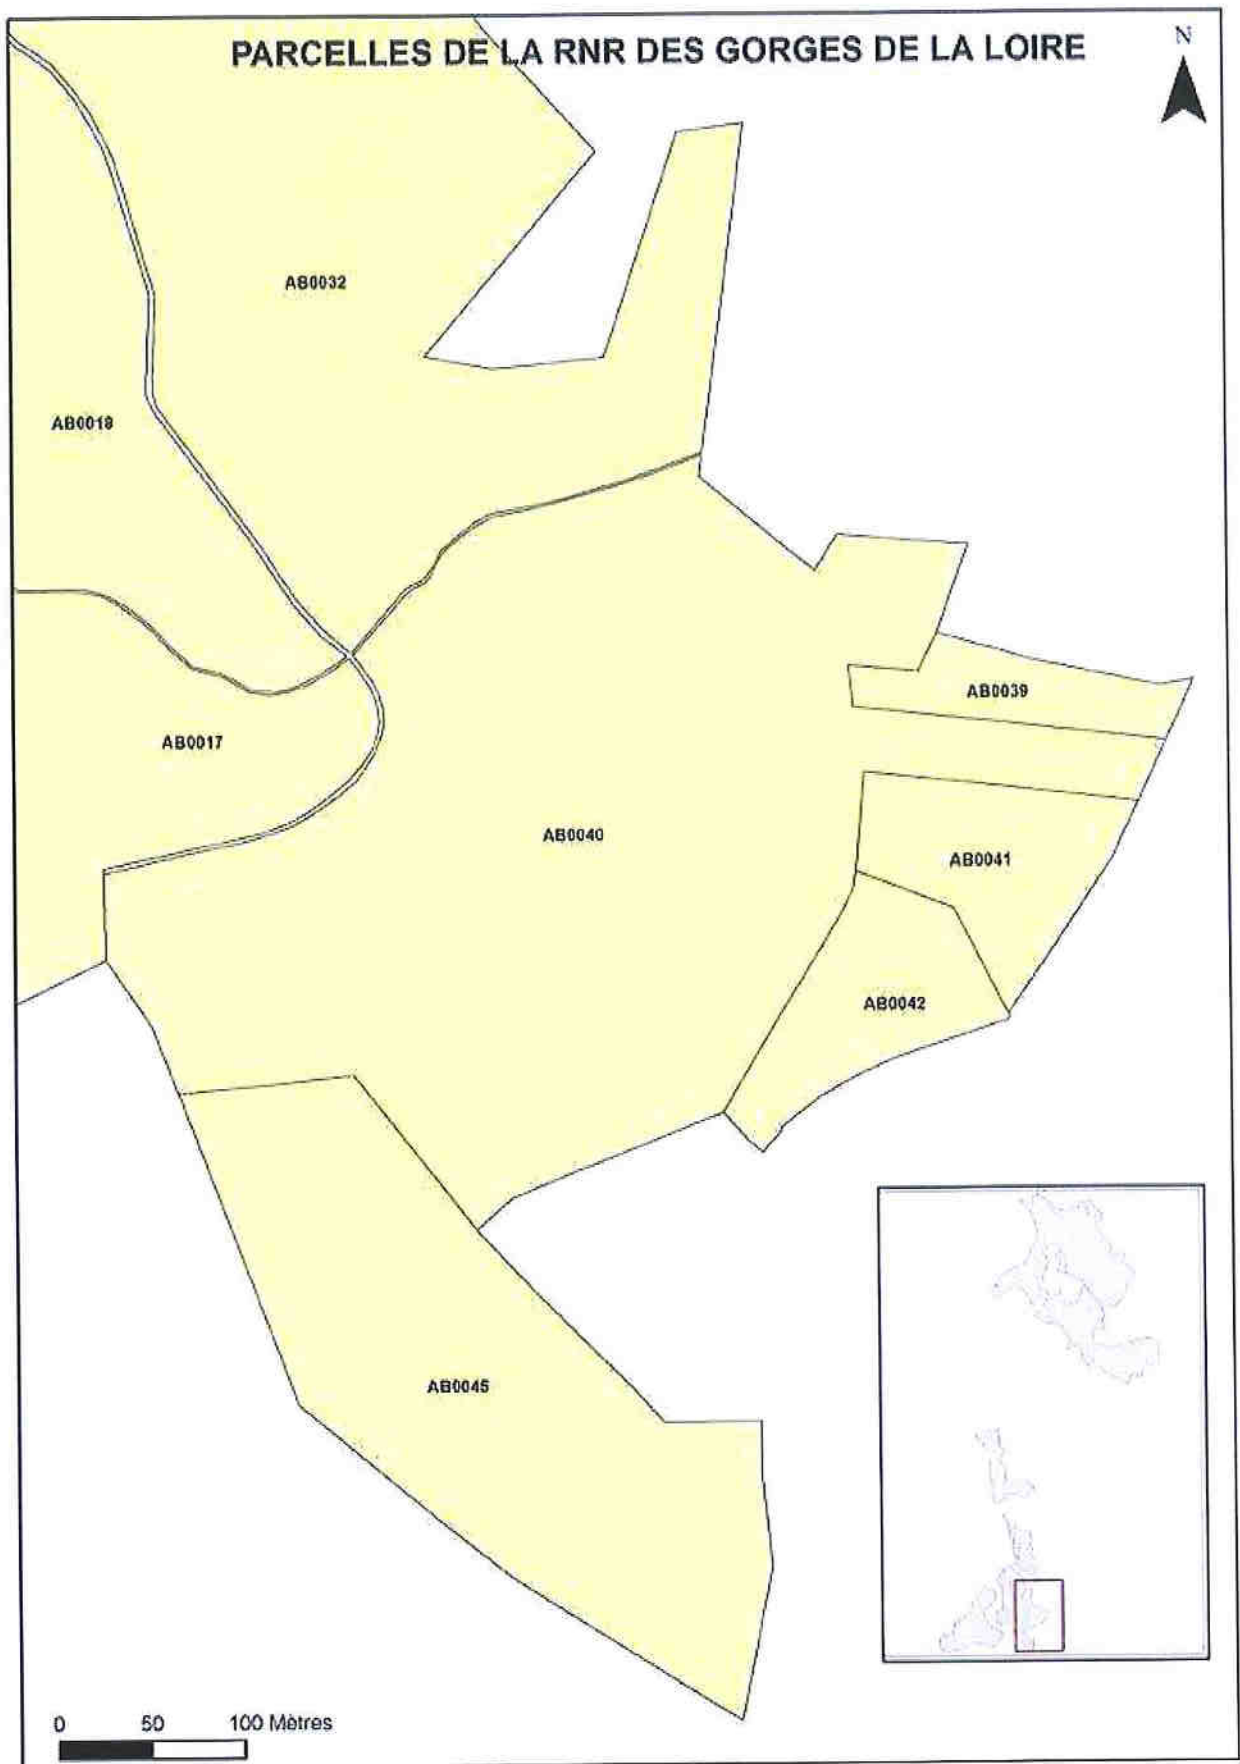 PARCELLES DE LA RNR DES GORGES DE LA LOIRE
N
AB0032
AB0018
AB0039
AB0017
AB0040
AB0041
AB0042
AB0045
0 50 100 Mètres